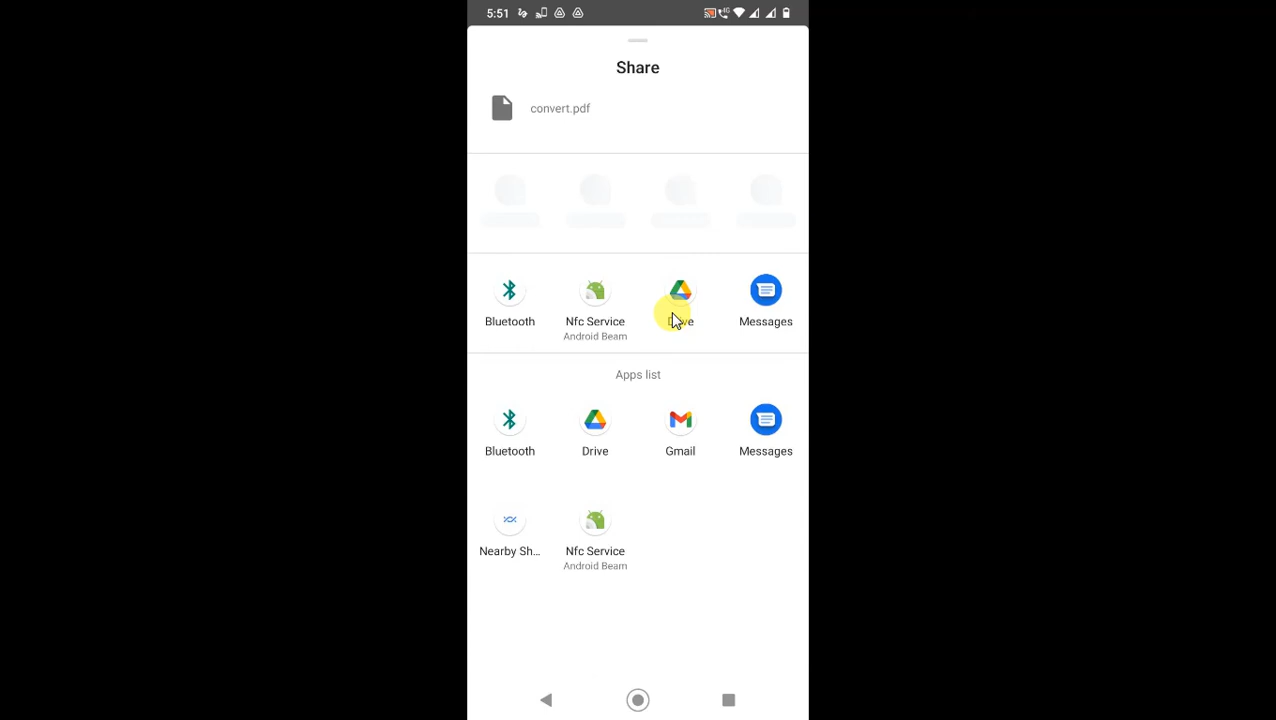 5:51
Share
convert.pdf
Bluetooth
Nfc Service
Android Beam
Drive
Messages
Apps list
Bluetooth
Drive
Gmail
Messages
Nearby Sh...
Nfc Service
Android Beam